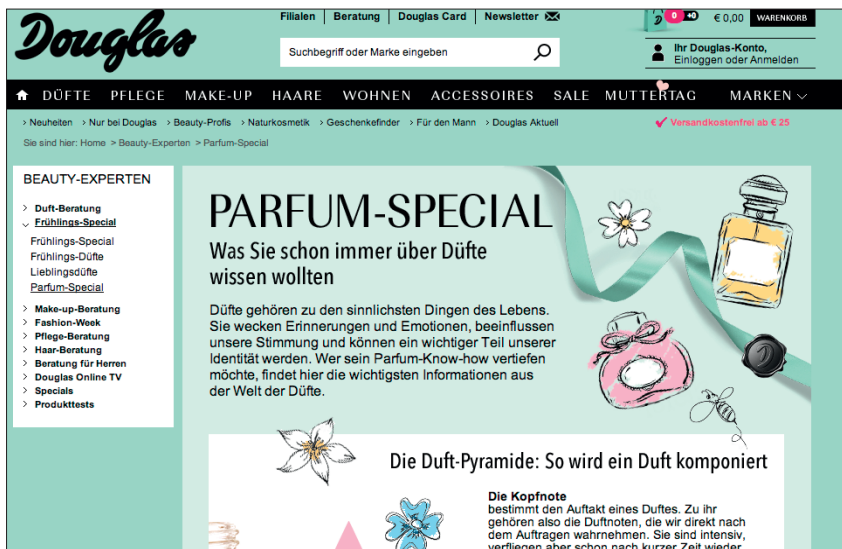 Douglas
Filialen | Beratung | Douglas Card | Newsletter
Suchbegriff oder Marke eingeben
0
€ 0,00 WARENKORB
Ihr Douglas-Konto,
Einloggen oder Anmelden
DÜFTE PFLEGE MAKE-UP HAARE WOHNEN ACCESSOIRES SALE MUTTERTAG MARKEN
> Neuheiten > Nur bei Douglas > Beauty-Profis > Naturkosmetik > Geschenkefinder > Für den Mann > Douglas Aktuell
Versandkostenfrei ab € 25
Sie sind hier: Home > Beauty-Experten > Parfum-Special
BEAUTY-EXPERTEN
> Duft-Beratung
Frühlings-Special
Frühlings-Special
Frühlings-Düfte
Lieblingsdüfte
Parfum-Special
> Make-up-Beratung
> Fashion-Week
> Pflege-Beratung
> Haar-Beratung
> Beratung für Herren
> Douglas Online TV
> Specials
> Produkttests
PARFUM-SPECIAL
Was Sie schon immer über Düfte
wissen wollten
Düfte gehören zu den sinnlichsten Dingen des Lebens.
Sie wecken Erinnerungen und Emotionen, beeinflussen
unsere Stimmung und können ein wichtiger Teil unserer
Identität werden. Wer sein Parfum-Know-how vertiefen
möchte, findet hier die wichtigsten Informationen aus
der Welt der Düfte.
Die Duft-Pyramide: So wird ein Duft komponiert
Die Kopfnote
bestimmt den Auftakt eines Duftes. Zu ihr
gehören also die Duftnoten, die wir direkt nach
dem Auftragen wahrnehmen. Sie sind intensiv,
verfliegen aber schon nach kurzer Zeit wieder